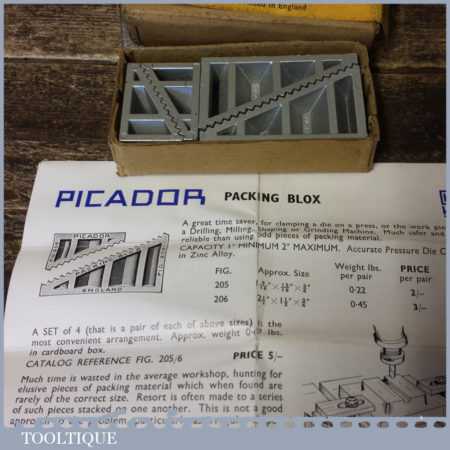 in England
PICADOR PACKING BLOX
A great time saver, for clamping a die on a press, or the work piece
a Drilling, Milling, Shaping or Grinding Machine. Much safer and
reliable than using odd pieces of packing material.
CAPACITY 1" MINIMUM 2" MAXIMUM. Accurate Pressure Die C
in Zinc Alloy.
PICADOR
ENGLAND
FIG. Approx. Size Weight lbs. per pair PRICE per pair
205 0·22 2/-
206 0·45 3/-
A SET of 4 (that is a pair of each of above sizes) is the
most convenient arrangement. Approx. weight
in cardboard box.
CATALOG REFERENCE FIG. 205/6 PRICE 5/-
Much time is wasted in the average workshop, hunting for
elusive pieces of packing material which when found are
rarely of the correct size. Resort is often made to a series
of such pieces stacked on one another. This is not a good
TOOLTIQUE